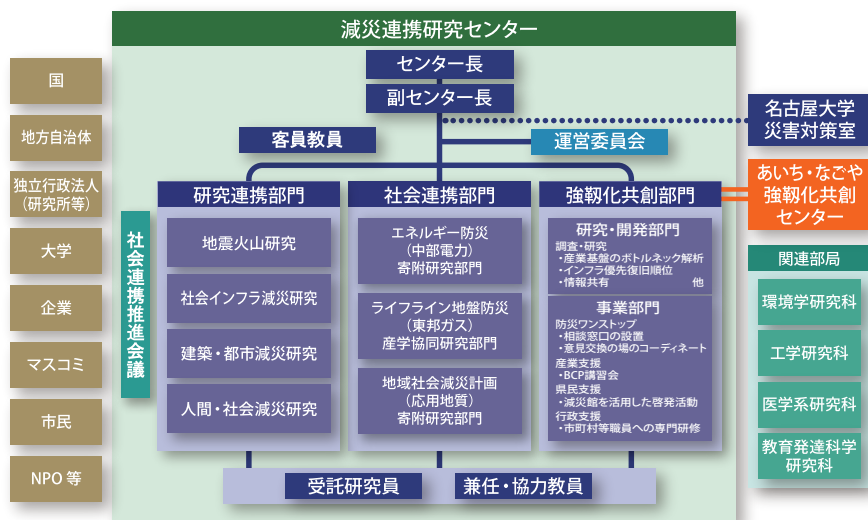 減災連携研究センター
センター長
副センター長
客員教員
運営委員会
国
地方自治体
独立行政法人
（研究所等）
大学
企業
マスコミ
市民
NPO 等
社会連携推進会議
研究連携部門
地震火山研究
社会インフラ減災研究
建築・都市減災研究
人間・社会減災研究
社会連携部門
エネルギー防災
（中部電力）
寄附研究部門
ライフライン地盤防災
（東邦ガス）
産学協同研究部門
地域社会減災計画
（応用地質）
寄附研究部門
強靱化共創部門
研究・開発部門
調査・研究
・産業基盤のボトルネック解析
・インフラ優先復旧順位
・情報共有　　　　　他
事業部門
防災ワンストップ
・相談窓口の設置
・意見交換の場のコーディネート
産業支援
・BCP講習会
県民支援
・減災館を活用した啓発活動
行政支援
・市町村等職員への専門研修
受託研究員
兼任・協力教員
名古屋大学
災害対策室
あいち・なごや
強靱化共創
センター
関連部局
環境学研究科
工学研究科
医学系研究科
教育発達科学
研究科